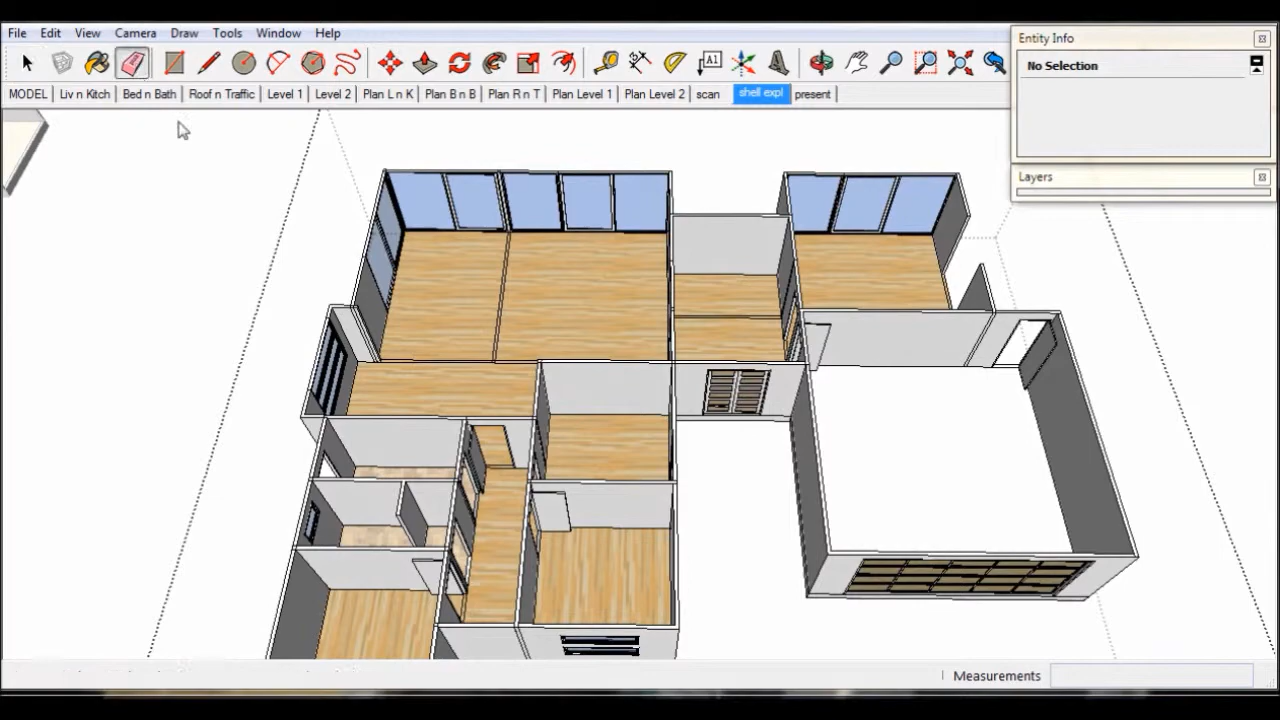 File Edit View Camera Draw Tools Window Help
Entity Info
No Selection
A1
MODEL Liv n Kitch Bed n Bath Roof n Traffic Level 1 Level 2 Plan L n K Plan B n B Plan R n T Plan Level 1 Plan Level 2 scan shell expl present
Layers
Measurements